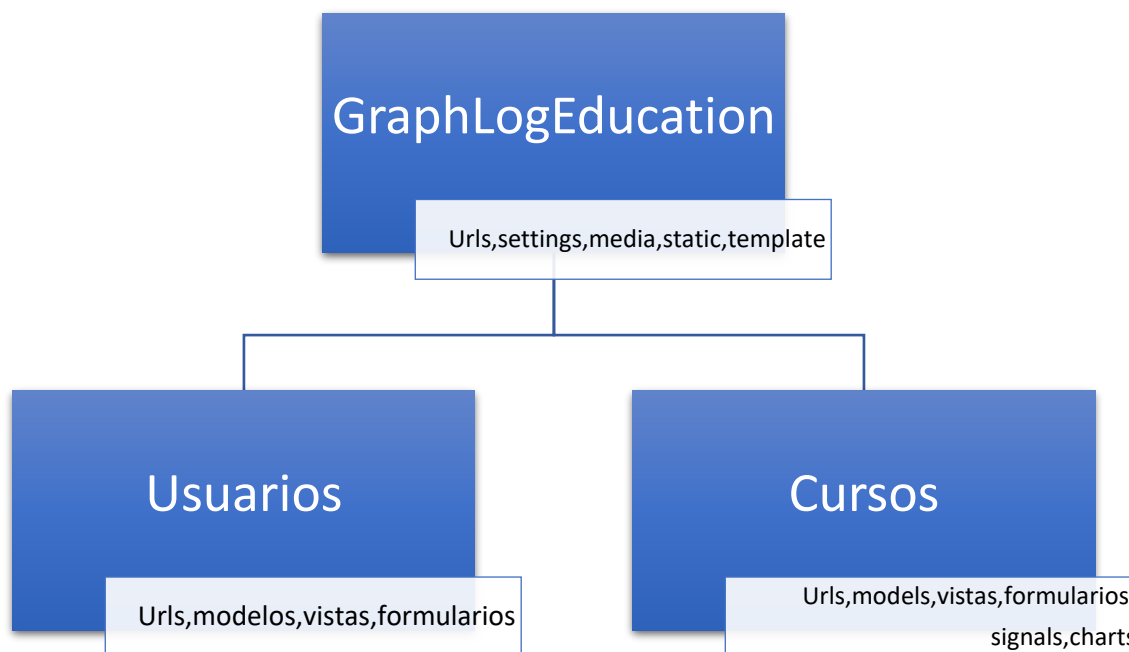 GraphLogEducation
Urls,settings,media,static,template
Usuarios
Urls,modelos,vistas,formularios
Cursos
Urls,models,vistas,formularios
signals,charts